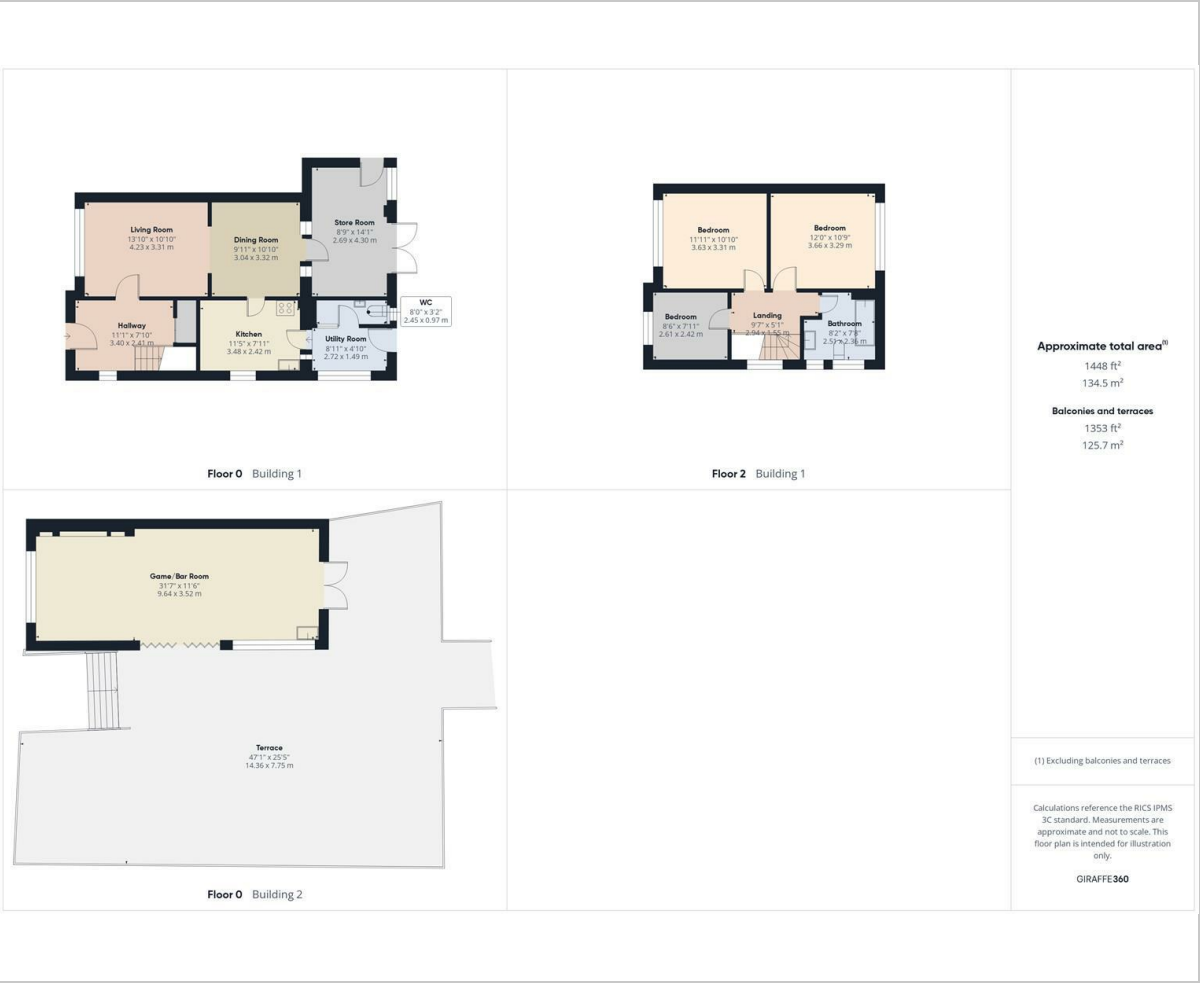 Living Room
13'10" x 10'10"
4.23 x 3.31 m
Dining Room
9'11" x 10'10"
3.04 x 3.32 m
Store Room
8'9" x 14'1"
2.69 x 4.30 m
WC
8'0" x 3'2"
2.45 x 0.97 m
Hallway
11'1" x 7'10"
3.40 x 2.41 m
Kitchen
11'5" x 7'11"
3.48 x 2.42 m
Utility Room
8'11" x 4'10"
2.72 x 1.49 m
Floor 0 Building 1
Bedroom
11'11" x 10'10"
3.63 x 3.31 m
Bedroom
12'0" x 10'9"
3.66 x 3.29 m
Bedroom
8'6" x 7'11"
2.61 x 2.42 m
Landing
9'7" x 5'1"
2.94 x 1.55 m
Bathroom
8'2" x 7'8"
2.51 x 2.36 m
Floor 2 Building 1
Game/Bar Room
31'7" x 11'6"
9.64 x 3.52 m
Terrace
47'1" x 25'5"
14.36 x 7.75 m
Floor 0 Building 2
Approximate total area(1)
1448 ft²
134.5 m²
Balconies and terraces
1353 ft²
125.7 m²
(1) Excluding balconies and terraces
Calculations reference the RICS IPMS
3C standard. Measurements are
approximate and not to scale. This
floor plan is intended for illustration
only.
GIRAFFE360